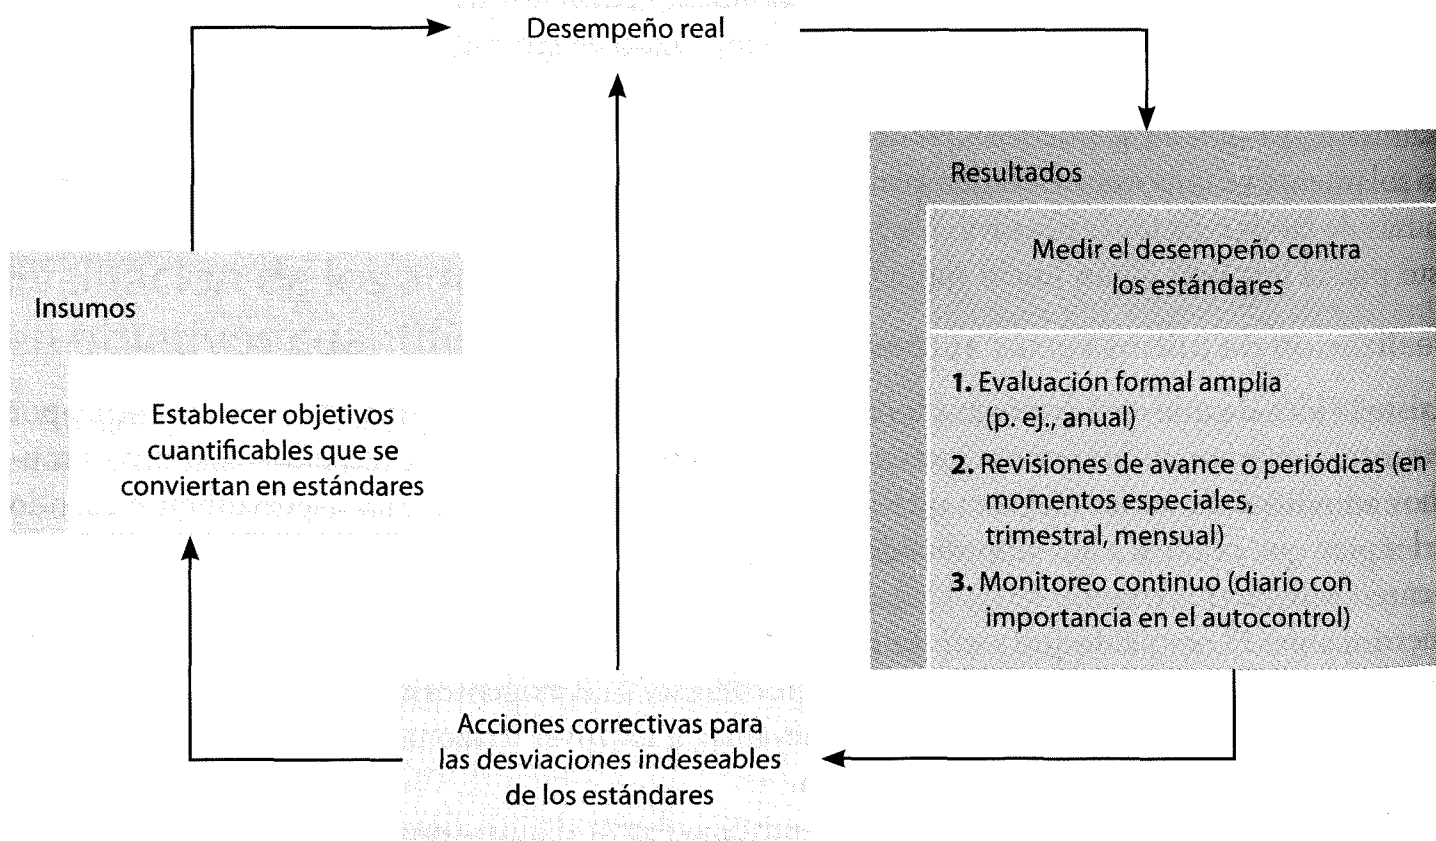 Desempeño real
Resultados
Medir el desempeño contra
los estándares
1. Evaluación formal amplia
(p. ej., anual)
2. Revisiones de avance o periódicas (en
momentos especiales,
trimestral, mensual)
3. Monitoreo continuo (diario con
importancia en el autocontrol)
Insumos
Establecer objetivos
cuantificables que se
conviertan en estándares
Acciones correctivas para
las desviaciones indeseables
de los estándares